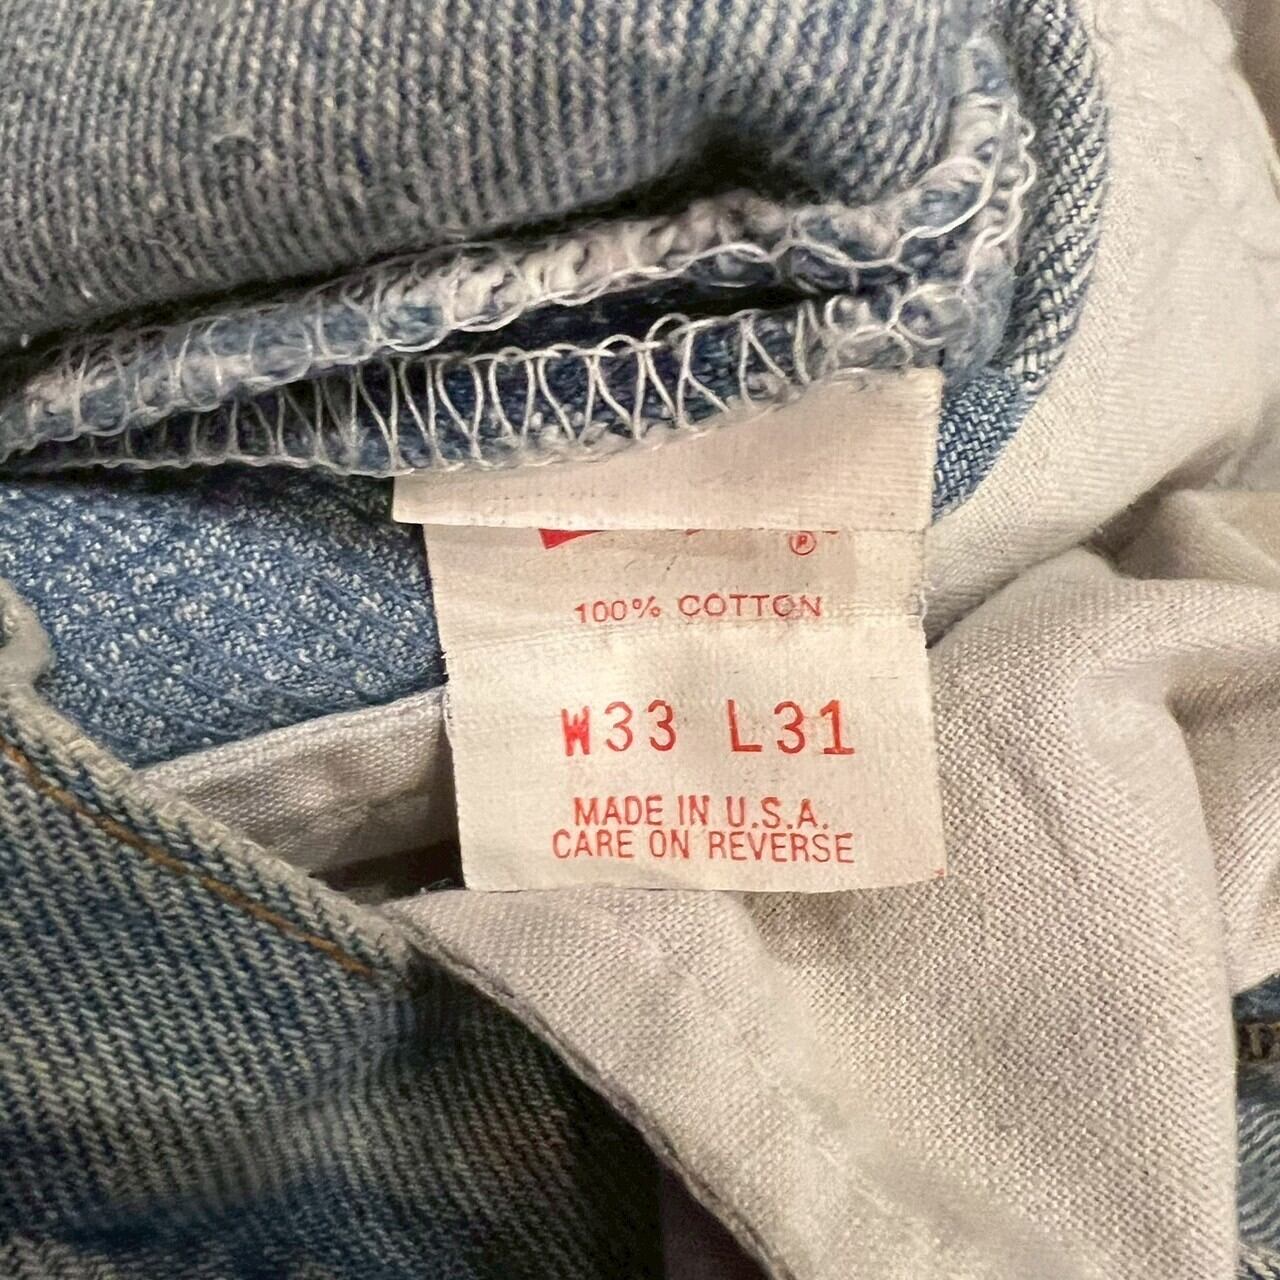 ®
100% COTTON
W33 L31
MADE IN U.S.A.
CARE ON REVERSE